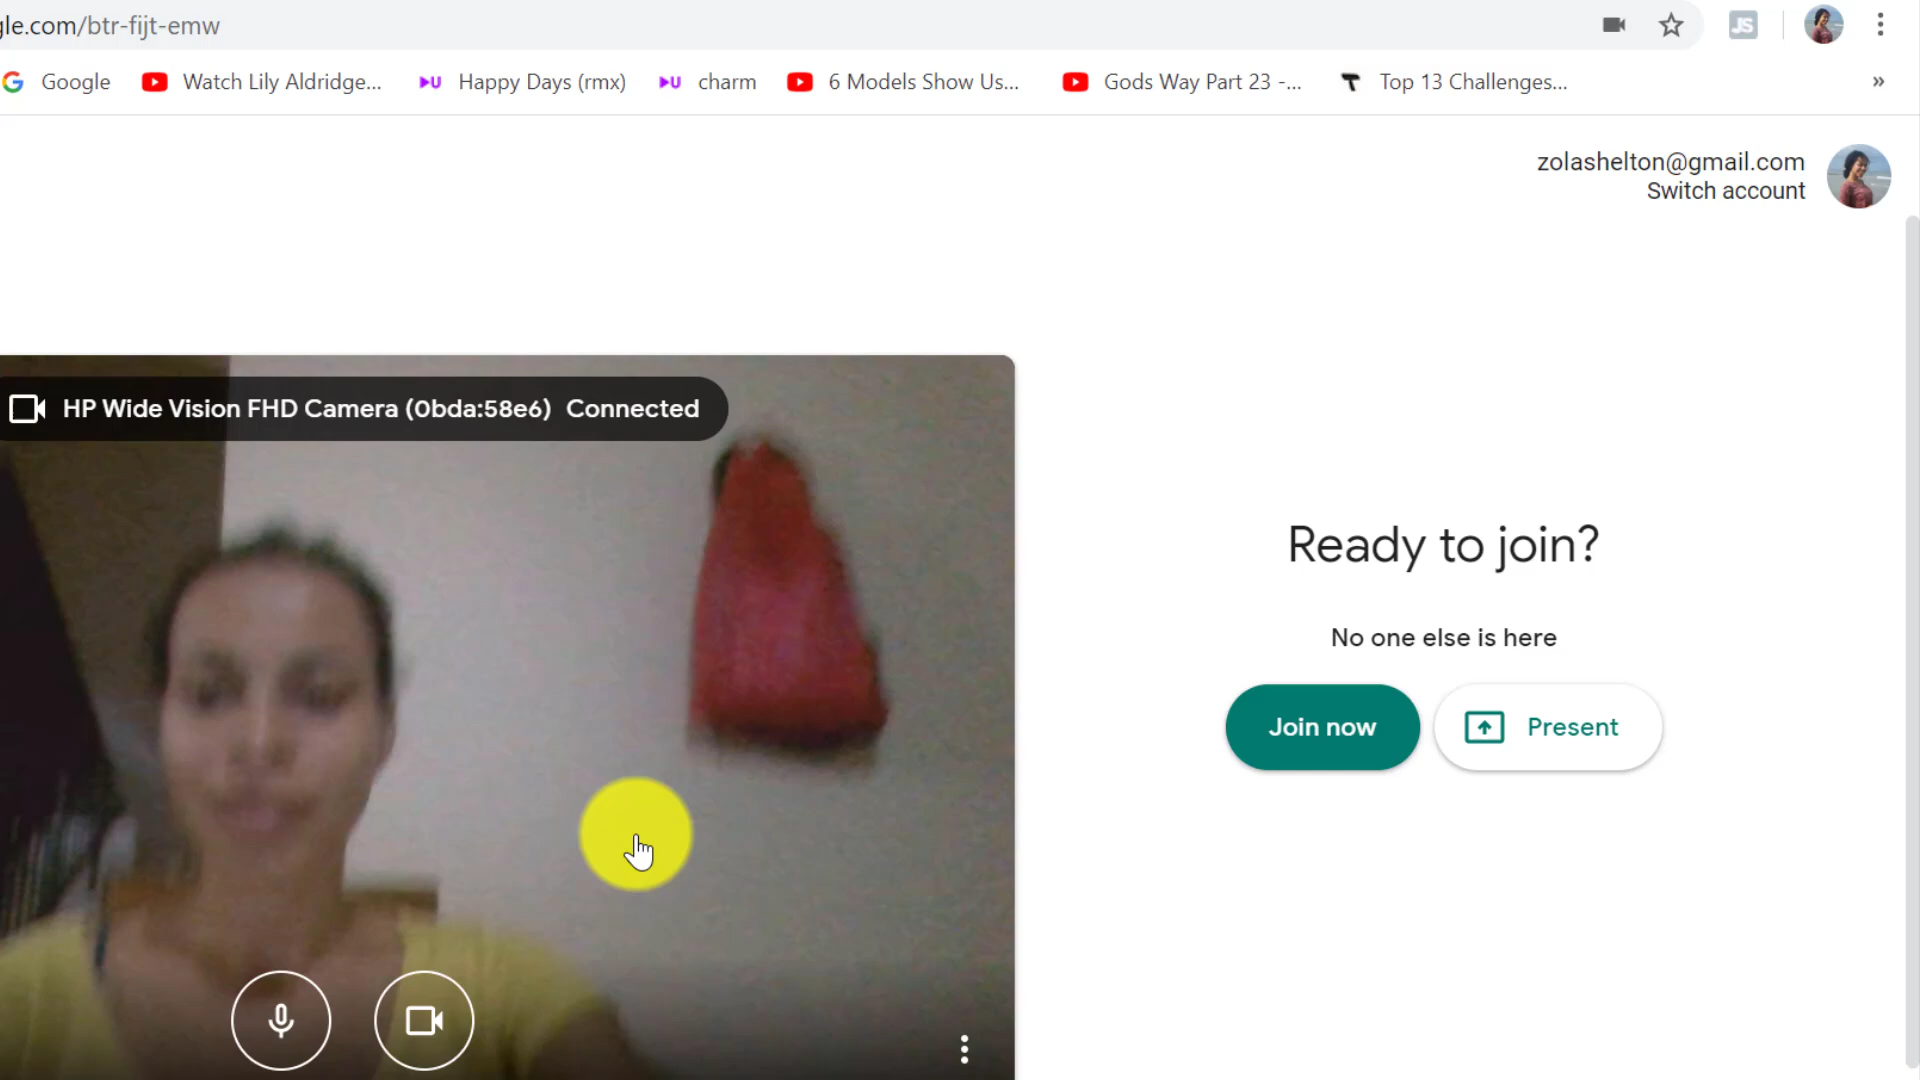 gle.com/btr-fijt-emw
JS
Google Watch Lily Aldridge... Happy Days (rmx) charm 6 Models Show Us... Gods Way Part 23 -... Top 13 Challenges... »
zolashelton@gmail.com
Switch account
HP Wide Vision FHD Camera (0bda:58e6) Connected
Ready to join?
No one else is here
Join now Present